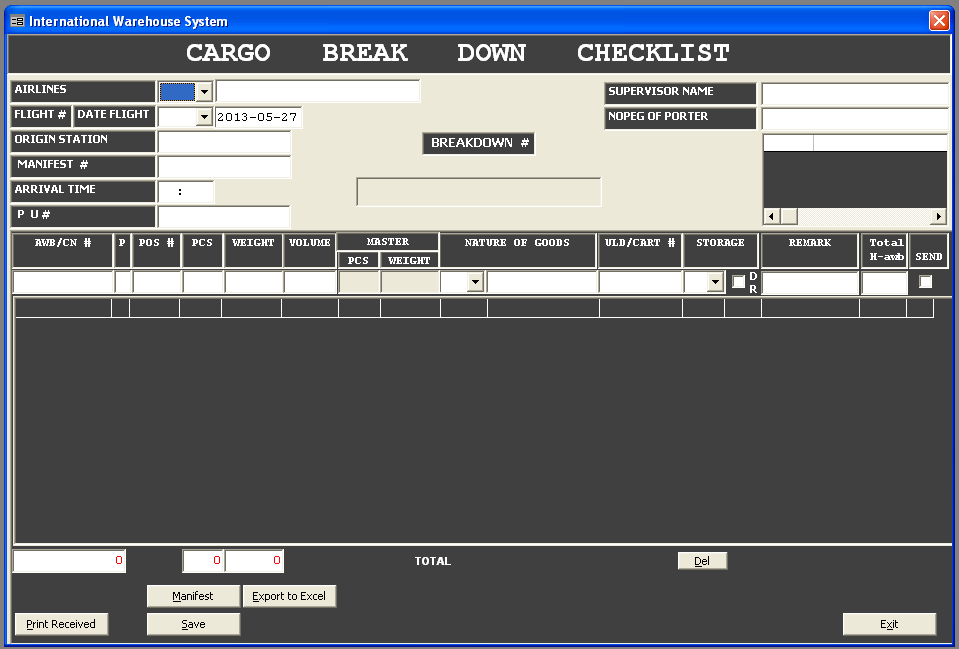 International Warehouse System
CARGO BREAK DOWN CHECKLIST
AIRLINES
SUPERVISOR NAME
FLIGHT # DATE FLIGHT 2013-05-27
NOPEG OF PORTER
ORIGIN STATION
BREAKDOWN #
MANIFEST #
ARRIVAL TIME :
P U #
AWB/CN # P POS # PCS WEIGHT VOLUME MASTER NATURE OF GOODS ULD/CART # STORAGE REMARK Total
PCS WEIGHT H-awb SEND
D
R
0 0 0 TOTAL Del
Manifest Export to Excel
Print Received Save Exit